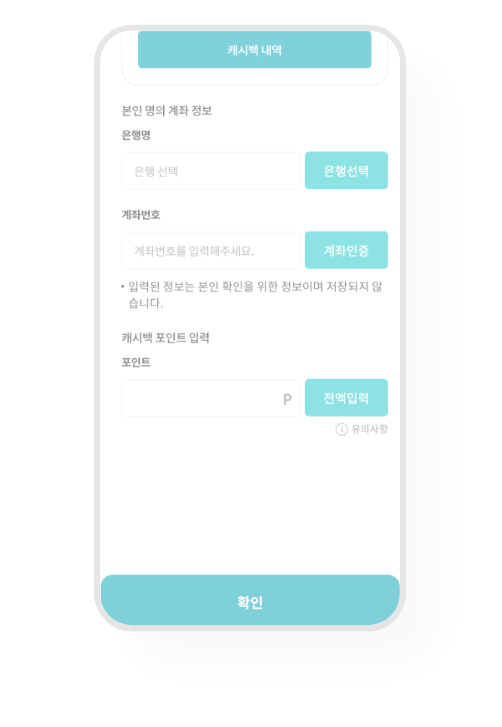 캐시백 내역
본인 명의 계좌 정보
은행명
은행 선택
은행선택
계좌번호
계좌번호를 입력해주세요.
계좌인증
• 입력된 정보는 본인 확인을 위한 정보이며 저장되지 않
습니다.
캐시백 포인트 입력
포인트
P
전액입력
유의사항
확인